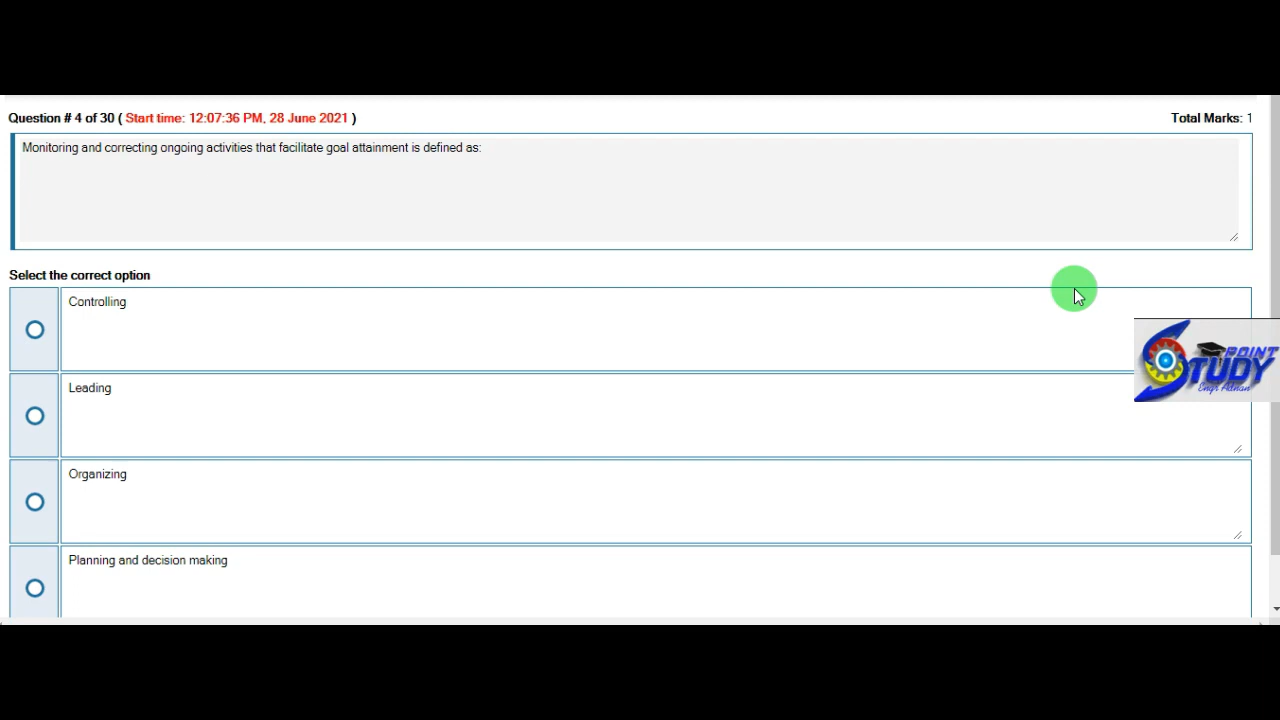 Question # 4 of 30 ( Start time: 12:07:36 PM, 28 June 2021 ) Total Marks: 1
Monitoring and correcting ongoing activities that facilitate goal attainment is defined as:
Select the correct option
Controlling
Leading
Organizing
Planning and decision making
POINT
STUDY
Engr Adnan